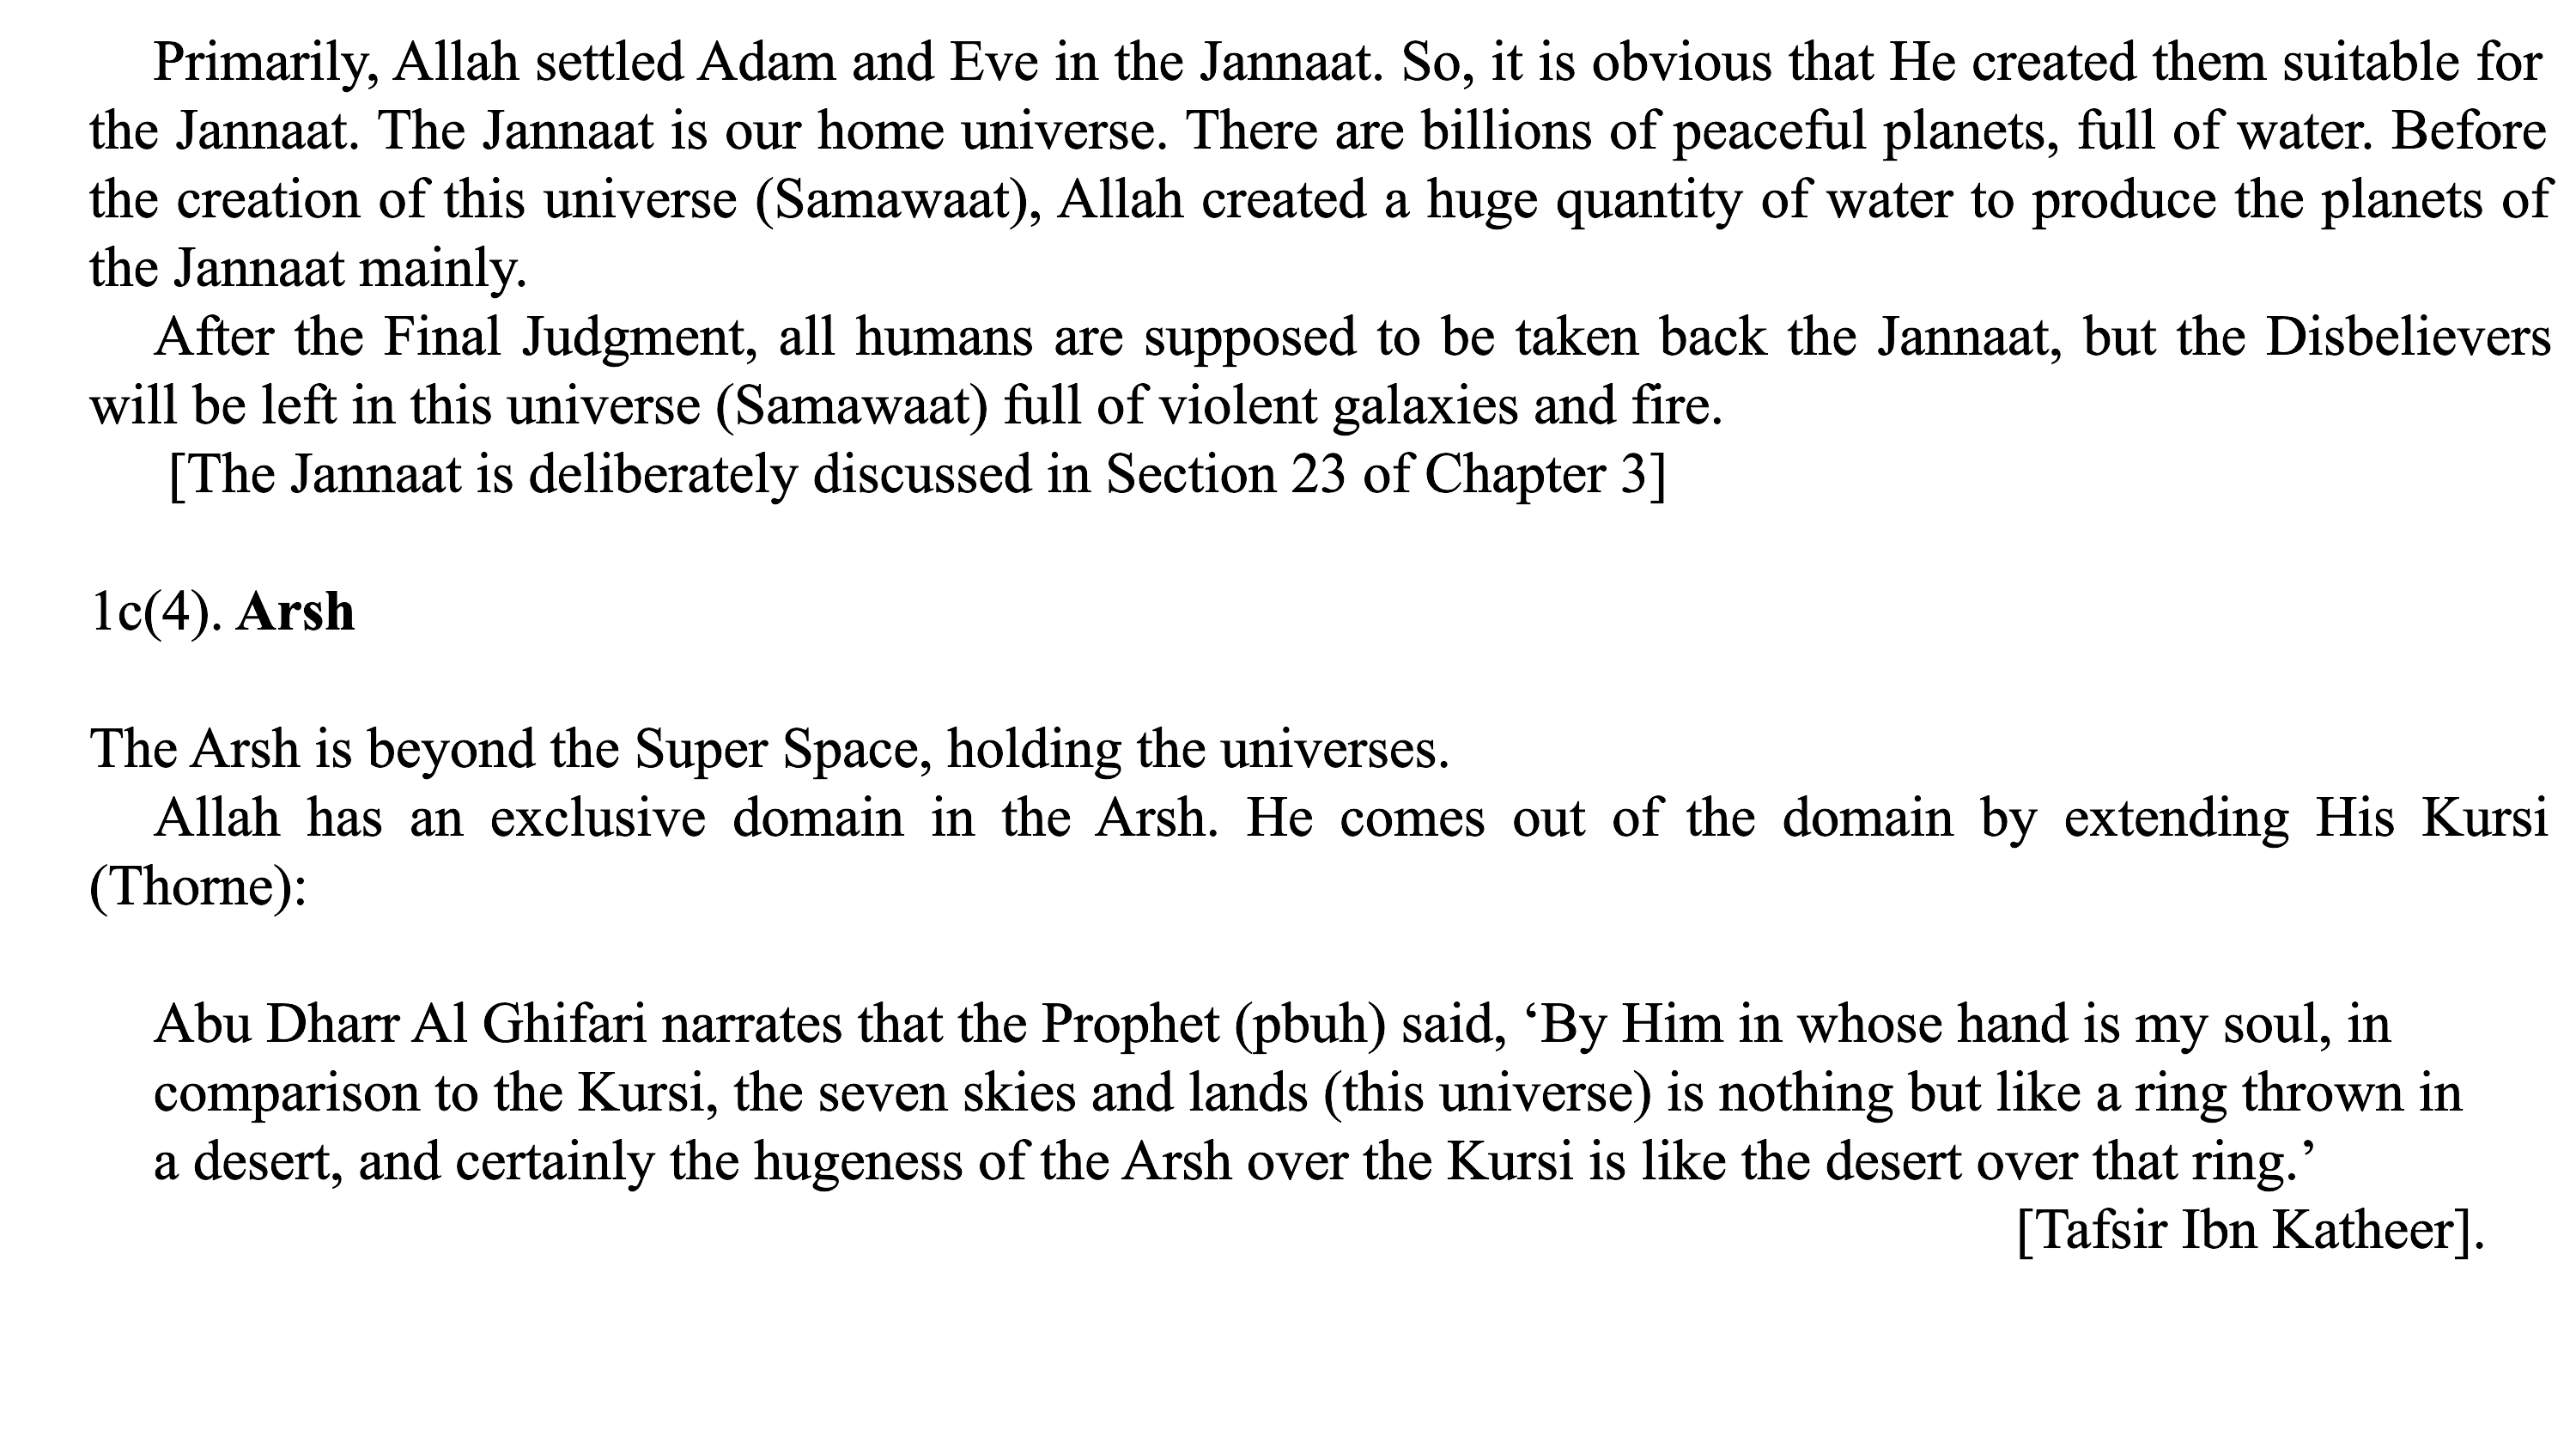 Primarily, Allah settled Adam and Eve in the Jannaat. So, it is obvious that He created them suitable for
the Jannaat. The Jannaat is our home universe. There are billions of peaceful planets, full of water. Before
the creation of this universe (Samawaat), Allah created a huge quantity of water to produce the planets of
the Jannaat mainly.
After the Final Judgment, all humans are supposed to be taken back the Jannaat, but the Disbelievers
will be left in this universe (Samawaat) full of violent galaxies and fire.
[The Jannaat is deliberately discussed in Section 23 of Chapter 3]
1c(4). Arsh
The Arsh is beyond the Super Space, holding the universes.
Allah has an exclusive domain in the Arsh. He comes out of the domain by extending His Kursi
(Thorne):
Abu Dharr Al Ghifari narrates that the Prophet (pbuh) said, ‘By Him in whose hand is my soul, in
comparison to the Kursi, the seven skies and lands (this universe) is nothing but like a ring thrown in
a desert, and certainly the hugeness of the Arsh over the Kursi is like the desert over that ring.’
[Tafsir Ibn Katheer].